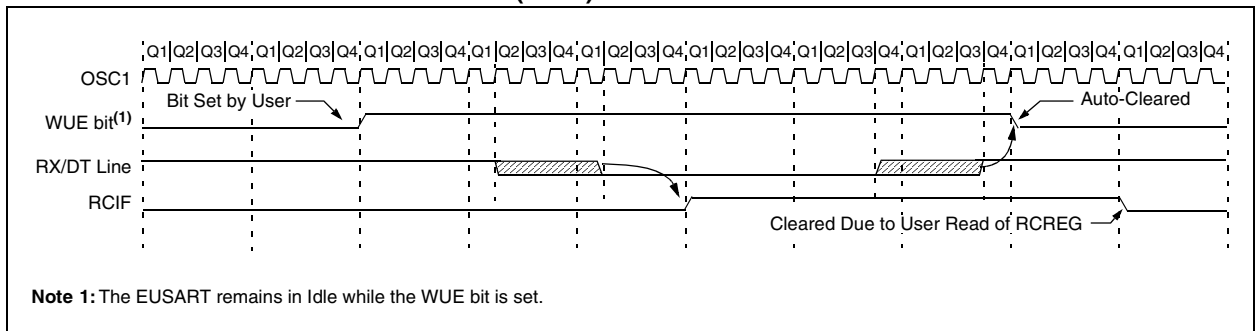 Q1 Q2 Q3 Q4 Q1 Q2 Q3 Q4 Q1 Q2 Q3 Q4 Q1 Q2 Q3 Q4 Q1 Q2 Q3 Q4 Q1 Q2 Q3 Q4 Q1 Q2 Q3 Q4 Q1 Q2 Q3 Q4 Q1 Q2 Q3 Q4 Q1 Q2 Q3 Q4
OSC1
Bit Set by User
Auto-Cleared
WUE bit(1)
RX/DT Line
RCIF
Cleared Due to User Read of RCREG
Note 1: The EUSART remains in Idle while the WUE bit is set.